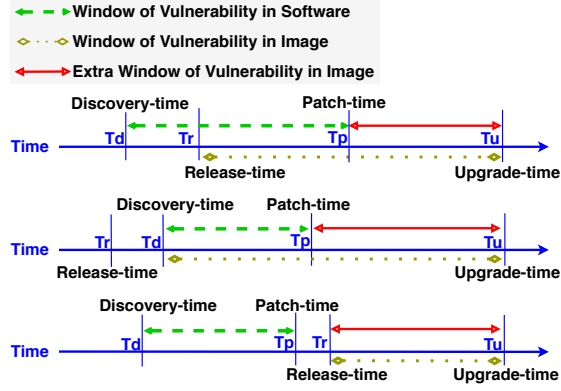 Window of Vulnerability in Software
Window of Vulnerability in Image
Extra Window of Vulnerability in Image
Discovery-time Patch-time
Time Td Tr Tp Tu
Release-time Upgrade-time
Discovery-time Patch-time
Time Tr Td Tp Tu
Release-time Upgrade-time
Discovery-time Patch-time
Time Td Tp Tr Tu
Release-time Upgrade-time